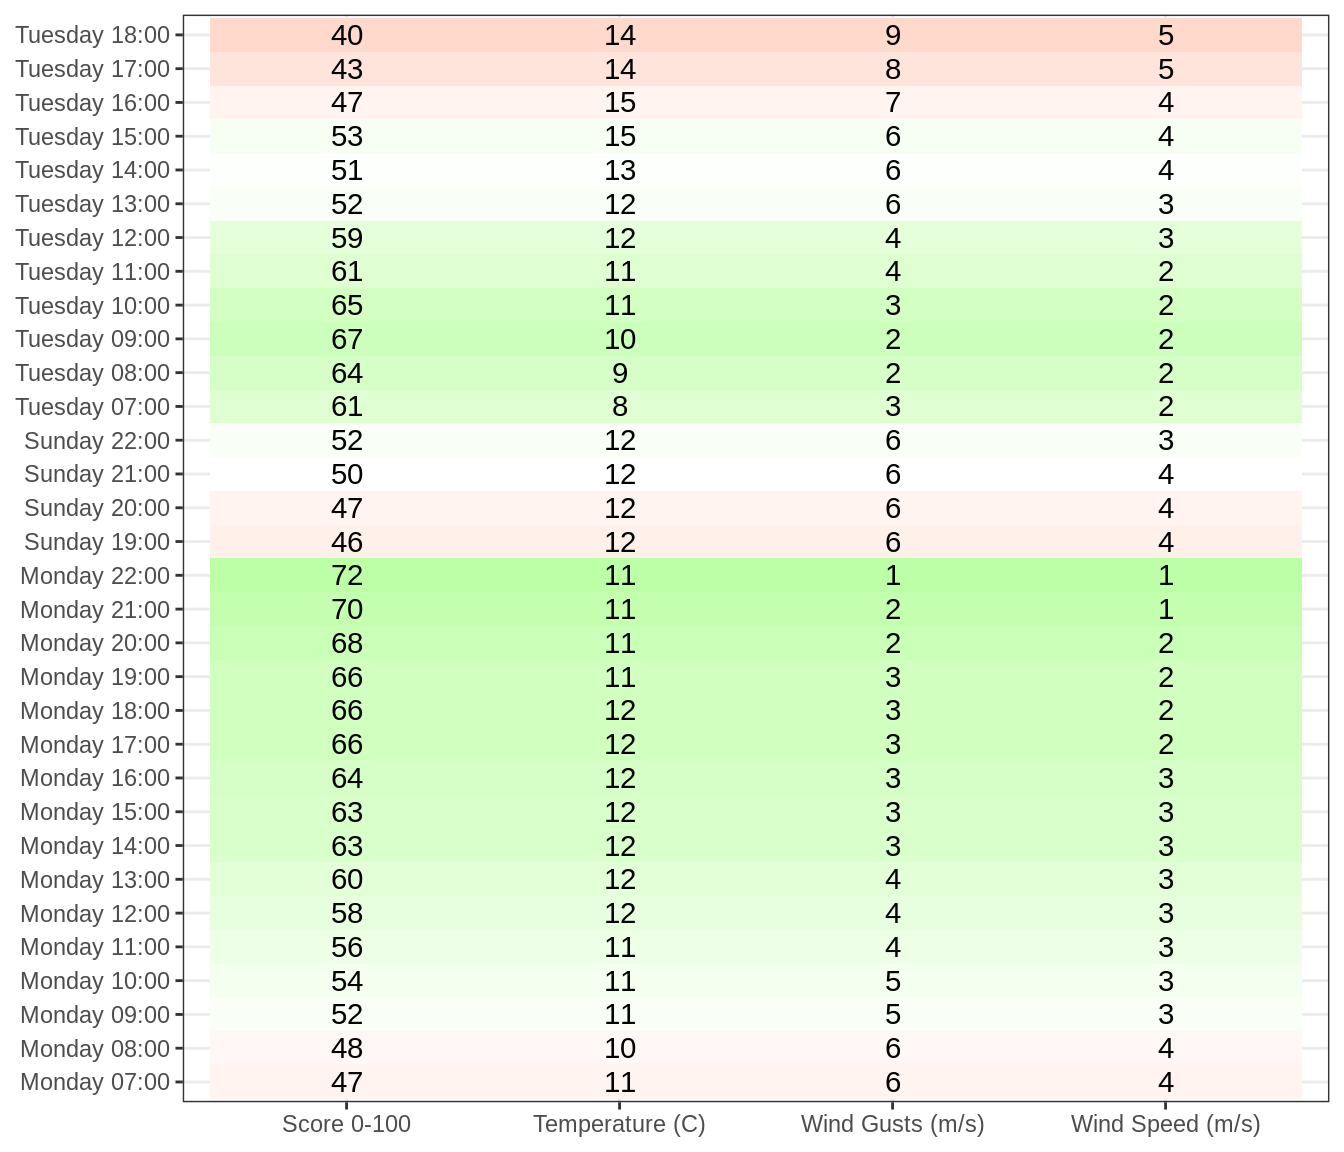 Tuesday 18:00 40 14 9 5
Tuesday 17:00 43 14 8 5
Tuesday 16:00 47 15 7 4
Tuesday 15:00 53 15 6 4
Tuesday 14:00 51 13 6 4
Tuesday 13:00 52 12 6 3
Tuesday 12:00 59 12 4 3
Tuesday 11:00 61 11 4 2
Tuesday 10:00 65 11 3 2
Tuesday 09:00 67 10 2 2
Tuesday 08:00 64 9 2 2
Tuesday 07:00 61 8 3 2
Sunday 22:00 52 12 6 3
Sunday 21:00 50 12 6 4
Sunday 20:00 47 12 6 4
Sunday 19:00 46 12 6 4
Monday 22:00 72 11 1 1
Monday 21:00 70 11 2 1
Monday 20:00 68 11 2 2
Monday 19:00 66 11 3 2
Monday 18:00 66 12 3 2
Monday 17:00 66 12 3 2
Monday 16:00 64 12 3 3
Monday 15:00 63 12 3 3
Monday 14:00 63 12 3 3
Monday 13:00 60 12 4 3
Monday 12:00 58 12 4 3
Monday 11:00 56 11 4 3
Monday 10:00 54 11 5 3
Monday 09:00 52 11 5 3
Monday 08:00 48 10 6 4
Monday 07:00 47 11 6 4
Score 0-100 Temperature (C) Wind Gusts (m/s) Wind Speed (m/s)